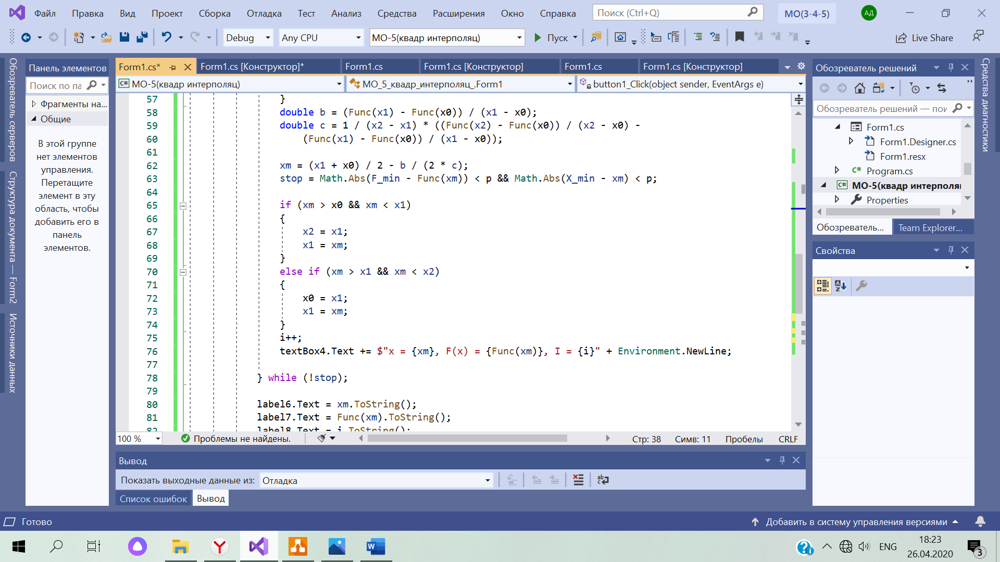 Файл Правка Вид Проект Сборка Отладка Тест Анализ Средства Расширения Окно Справка Поиск (Ctrl+Q) МО(3-4-5) АД
Debug Any CPU МО-5(квадр интерполяц) Пуск Live Share
Обозреватель серверов
Структура документа — Form2
Источники данных
Панель элементов
Поиск по па
Фрагменты на...
Общие
В этой группе
нет элементов
управления.
Перетащите
элемент в эту
область, чтобы
добавить его в
панель
элементов.
Form1.cs* Form1.cs [Конструктор]* Form1.cs Form1.cs [Конструктор] Form1.cs Form1.cs [Конструктор]
C# МО-5(квадр интерполяц) МО_5_квадр_интерполяц_.Form1 button1_Click(object sender, EventArgs e)
57 }
58 double b = (Func(x1) - Func(x0)) / (x1 - x0);
59 double c = 1 / (x2 - x1) * ((Func(x2) - Func(x0)) / (x2 - x0) -
60 (Func(x1) - Func(x0)) / (x1 - x0));
61
62 xm = (x1 + x0) / 2 - b / (2 * c);
63 stop = Math.Abs(F_min - Func(xm)) < p && Math.Abs(X_min - xm) < p;
64
65 if (xm > x0 && xm < x1)
66 {
67 x2 = x1;
68 x1 = xm;
69 }
70 else if (xm > x1 && xm < x2)
71 {
72 x0 = x1;
73 x1 = xm;
74 }
75 i++;
76 textBox4.Text += $"x = {xm}, F(x) = {Func(xm)}, I = {i}" + Environment.NewLine;
77
78 } while (!stop);
79
80 label6.Text = xm.ToString();
81 label7.Text = Func(xm).ToString();
82 label8.Text = i.ToString();
100 % Проблемы не найдены. Стр: 38 Симв: 11 Пробелы CRLF
Вывод
Показать выходные данные из: Отладка
Список ошибок Вывод
Обозреватель решений
Обозреватель решений — пои
Form1.cs
Form1.Designer.cs
Form1.resx
C# Program.cs
C# МО-5(квадр интерполя
Properties
Обозреватель... Team Explorer...
Свойства
Средства диагностики
Готово Добавить в систему управления версиями
ENG 18:23
26.04.2020
3